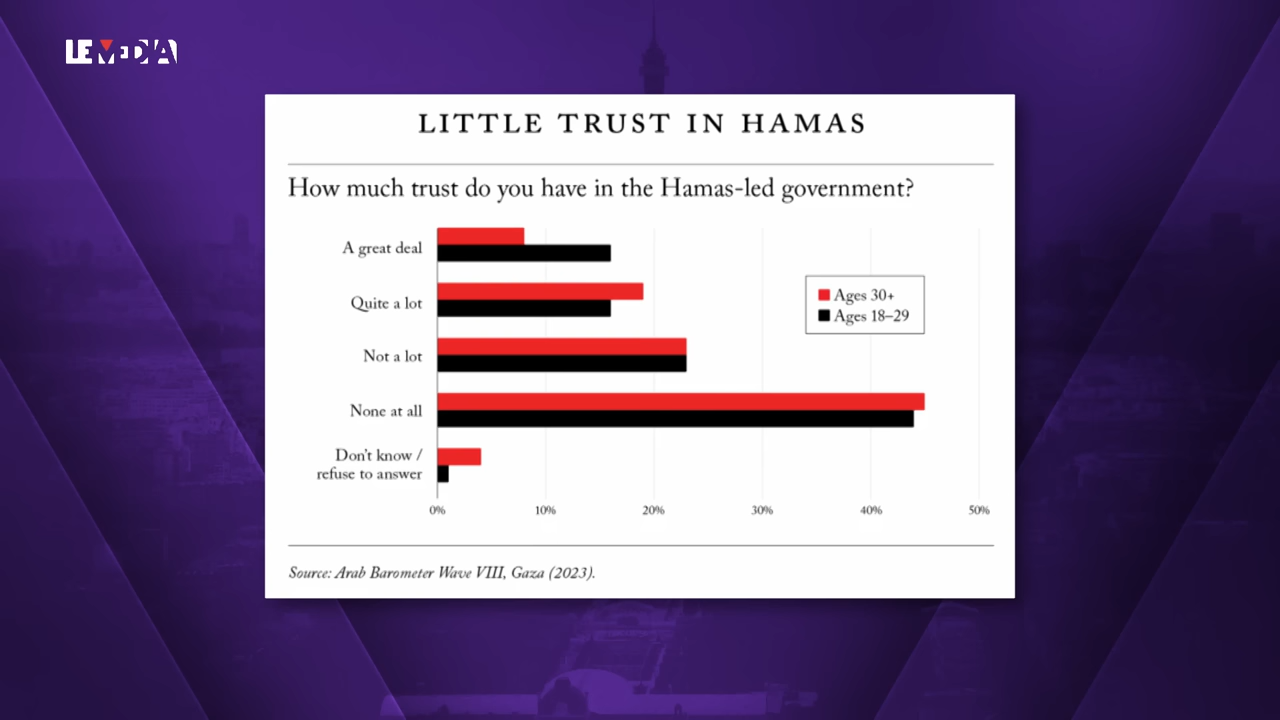 LE MEDIA
LITTLE TRUST IN HAMAS
How much trust do you have in the Hamas-led government?
A great deal
Quite a lot
Ages 30+
Ages 18–29
Not a lot
None at all
Don't know /
refuse to answer
0% 10% 20% 30% 40% 50%
Source: Arab Barometer Wave VIII, Gaza (2023).